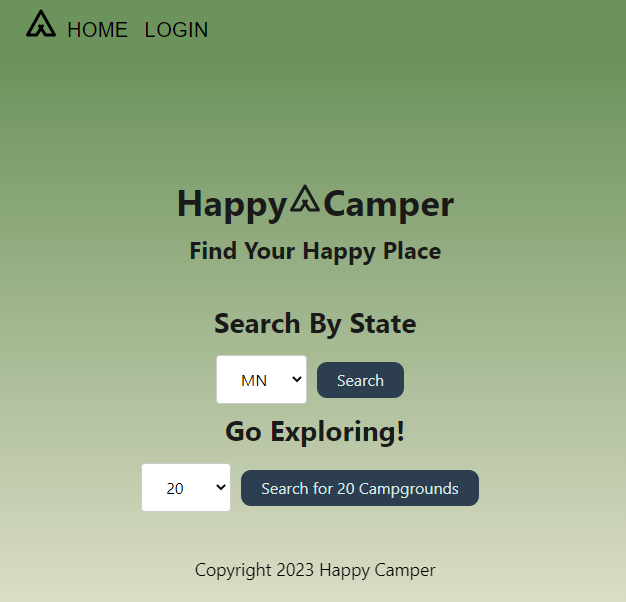 HOME LOGIN
Happy Camper
Find Your Happy Place
Search By State
MN Search
Go Exploring!
20 Search for 20 Campgrounds
Copyright 2023 Happy Camper